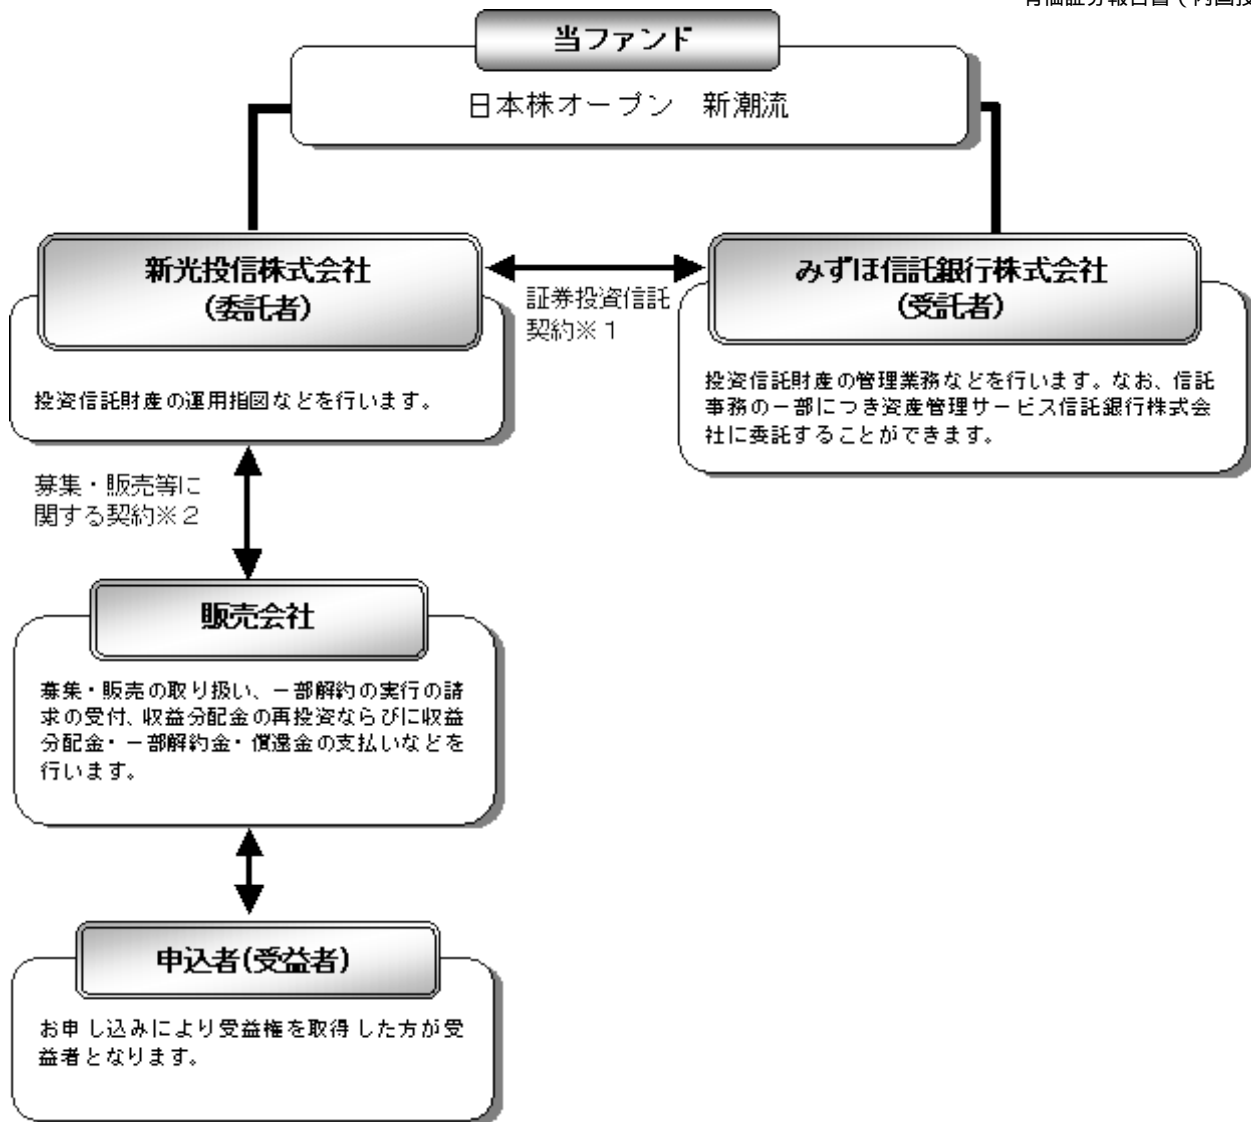 当ファンド
日本株オープン 新潮流
新光投信株式会社
(委託者)
投資信託財産の運用指図などを行います。
証券投資信託
契約※1
みずほ信託銀行株式会社
(受託者)
投資信託財産の管理業務などを行います。なお、信託
事務の一部につき資産管理サービス信託銀行株式会
社に委託することができます。
募集・販売等に
関する契約※2
販売会社
募集・販売の取り扱い、一部解約の実行の請
求の受付、収益分配金の再投資ならびに収益
分配金・一部解約金・償還金の支払いなどを
行います。
申込者(受益者)
お申し込みにより受益権を取得した方が受
益者となります。